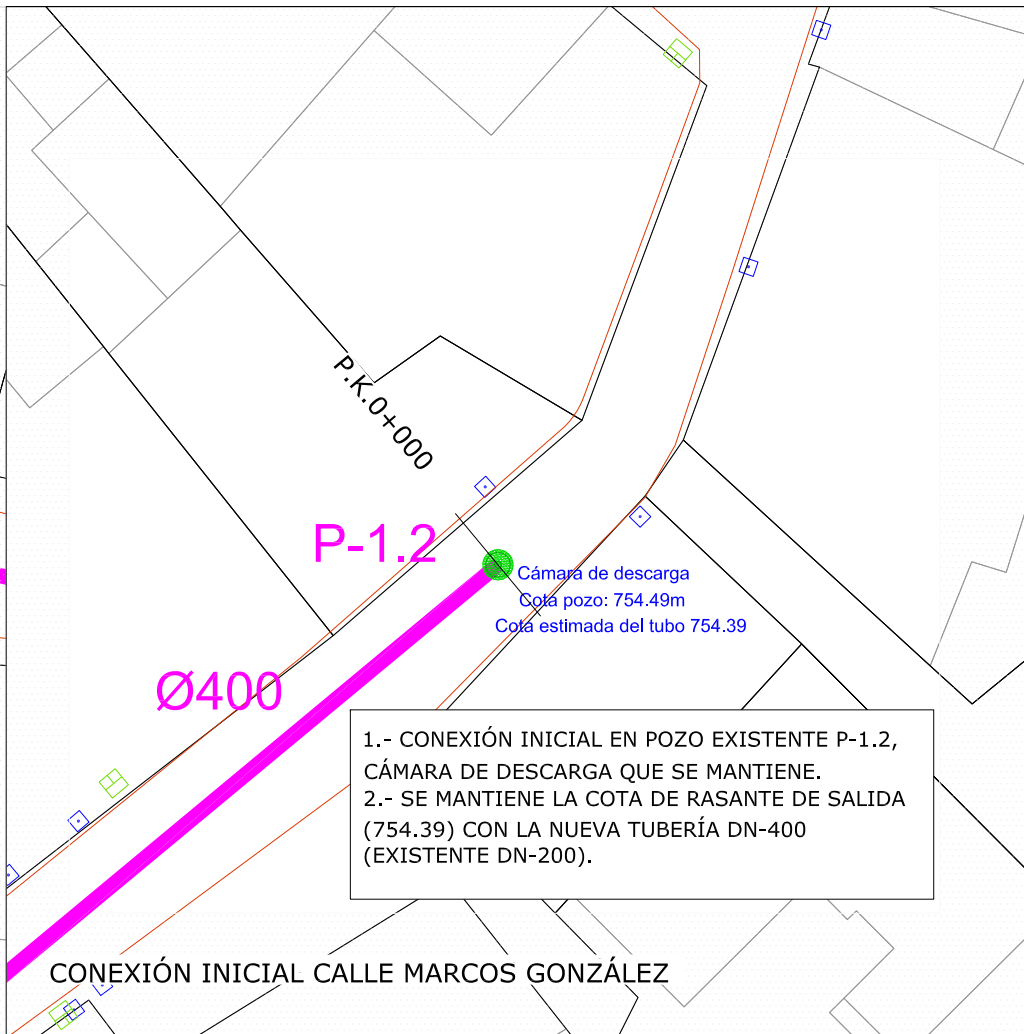 P.K.0+000
P-1.2
Cámara de descarga
Cota pozo: 754.49m
Cota estimada del tubo 754.39
Ø400
1.- CONEXIÓN INICIAL EN POZO EXISTENTE P-1.2,
CÁMARA DE DESCARGA QUE SE MANTIENE.
2.- SE MANTIENE LA COTA DE RASANTE DE SALIDA
(754.39) CON LA NUEVA TUBERÍA DN-400
(EXISTENTE DN-200).
CONEXIÓN INICIAL CALLE MARCOS GONZÁLEZ